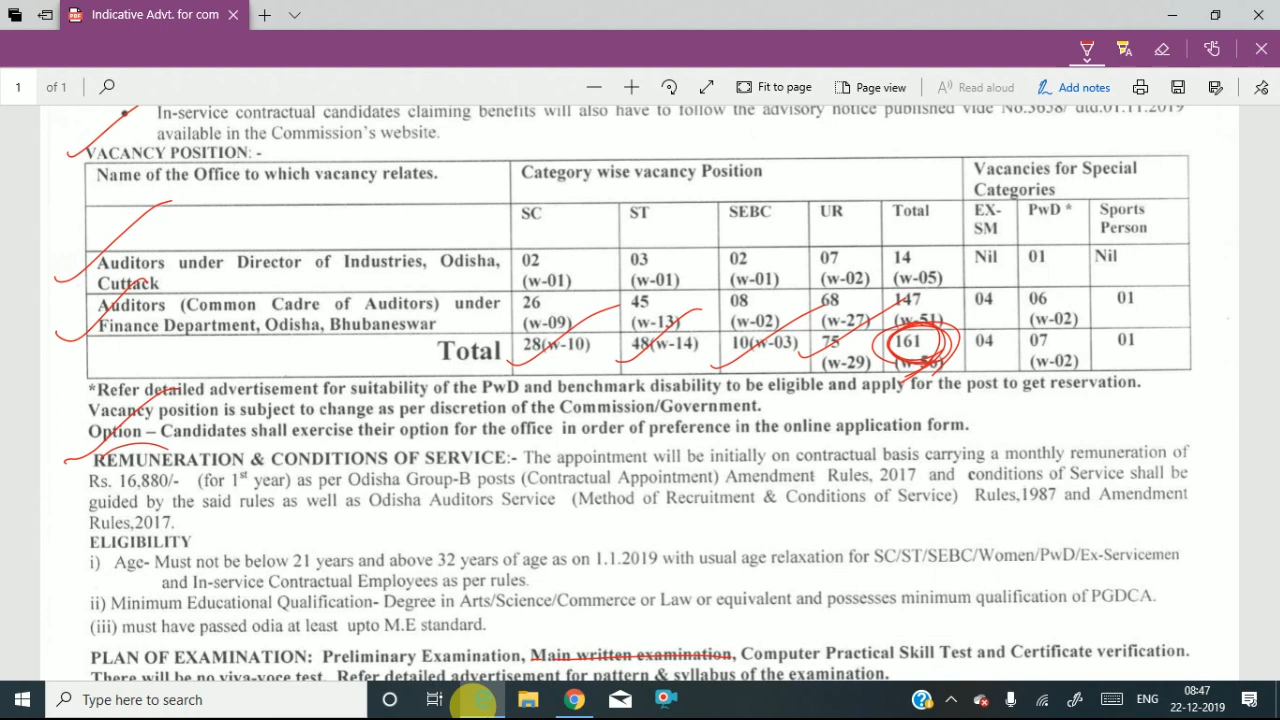 Indicative Advt. for com
1 of 1 Fit to page Page view Read aloud Add notes
In-service contractual candidates claiming benefits will also have to follow the advisory notice published vide
available in the Commission's website.
VACANCY POSITION: -
Name of the Office to which vacancy relates. Category wise vacancy Position Vacancies for Special
Categories
SC ST SEBC UR Total EX- PwD * Sports
SM Person
Auditors under Director of Industries, Odisha, 02 03 02 07 14 Nil 01 Nil
Cuttack (w-01) (w-01) (w-01) (w-02) (w-05)
Auditors (Common Cadre of Auditors) under 26 45 08 68 147 04 06 01
Finance Department, Odisha, Bhubaneswar (w-09) (w-13) (w-02) (w-27) (w-51) (w-02)
Total 28(w-10) 48(w-14) 10(w-03) 75 161 04 07 01
(w-29) (w-56) (w-02)
*Refer detailed advertisement for suitability of the PwD and benchmark disability to be eligible and apply for the post to get reservation.
Vacancy position is subject to change as per discretion of the Commission/Government.
Option – Candidates shall exercise their option for the office in order of preference in the online application form.
REMUNERATION & CONDITIONS OF SERVICE:- The appointment will be initially on contractual basis carrying a monthly remuneration of
Rs. 16,880/- (for 1st year) as per Odisha Group-B posts (Contractual Appointment) Amendment Rules, 2017 and conditions of Service shall be
guided by the said rules as well as Odisha Auditors Service (Method of Recruitment & Conditions of Service) Rules,1987 and Amendment
Rules,2017.
ELIGIBILITY
i) Age- Must not be below 21 years and above 32 years of age as on 1.1.2019 with usual age relaxation for SC/ST/SEBC/Women/PwD/Ex-Servicemen
and In-service Contractual Employees as per rules.
ii) Minimum Educational Qualification- Degree in Arts/Science/Commerce or Law or equivalent and possesses minimum qualification of PGDCA.
(iii) must have passed odia at least upto M.E standard.
PLAN OF EXAMINATION: Preliminary Examination, Main written examination, Computer Practical Skill Test and Certificate verification.
There will be no viva-voce test. Refer detailed advertisement for pattern & syllabus of the examination.
Type here to search ENG 08:47
22-12-2019